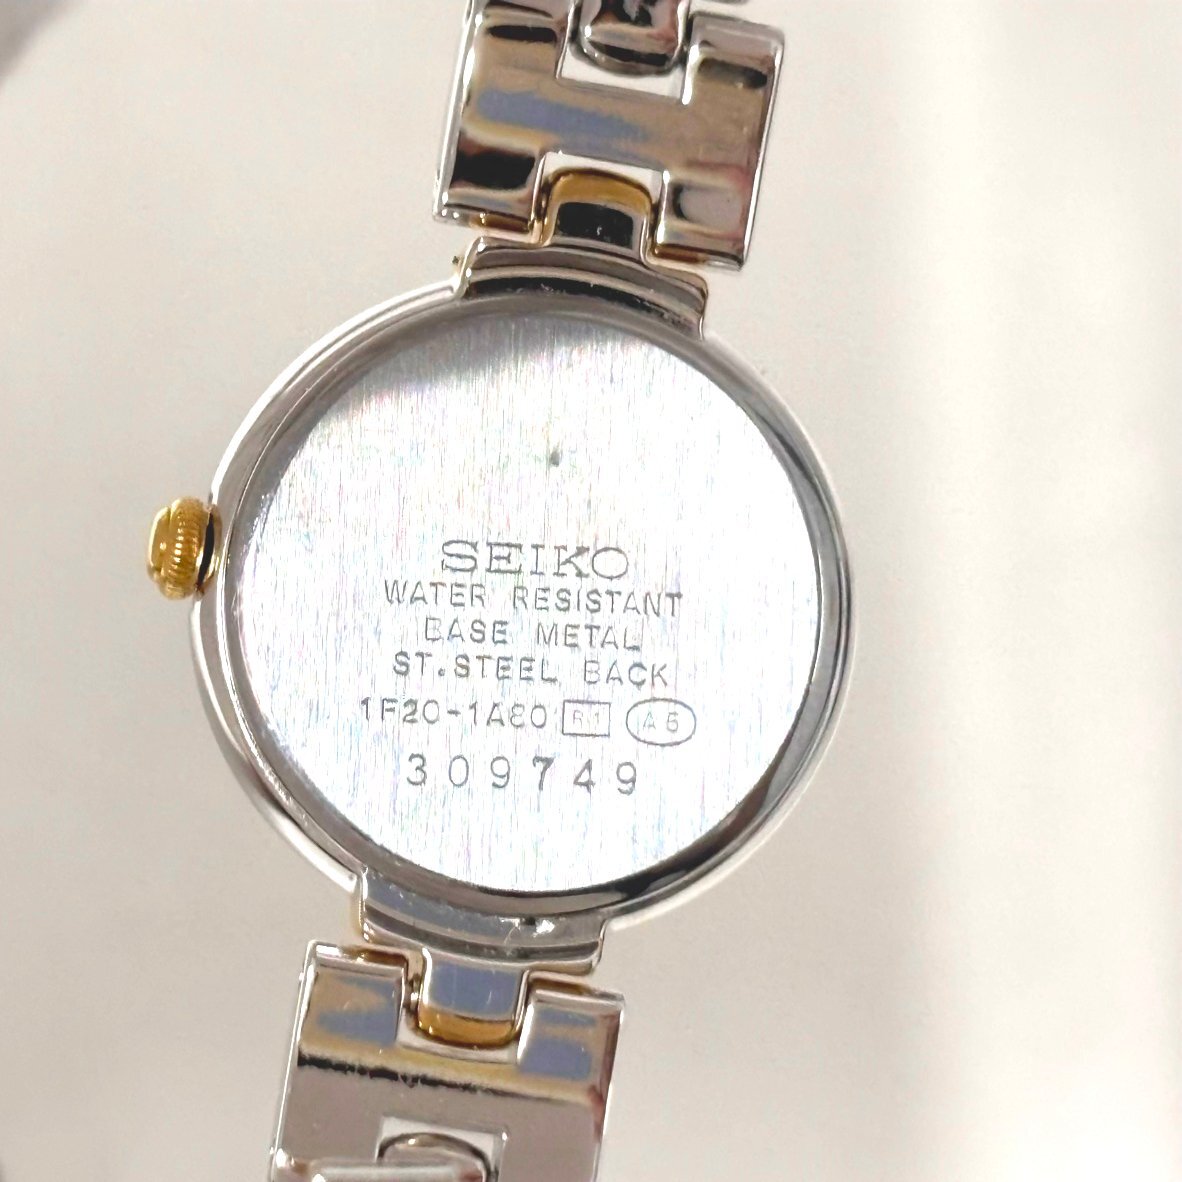 SEIKO
WATER RESISTANT
BASE METAL
ST.STEEL BACK
1F20-1A80 R1 A6
309749